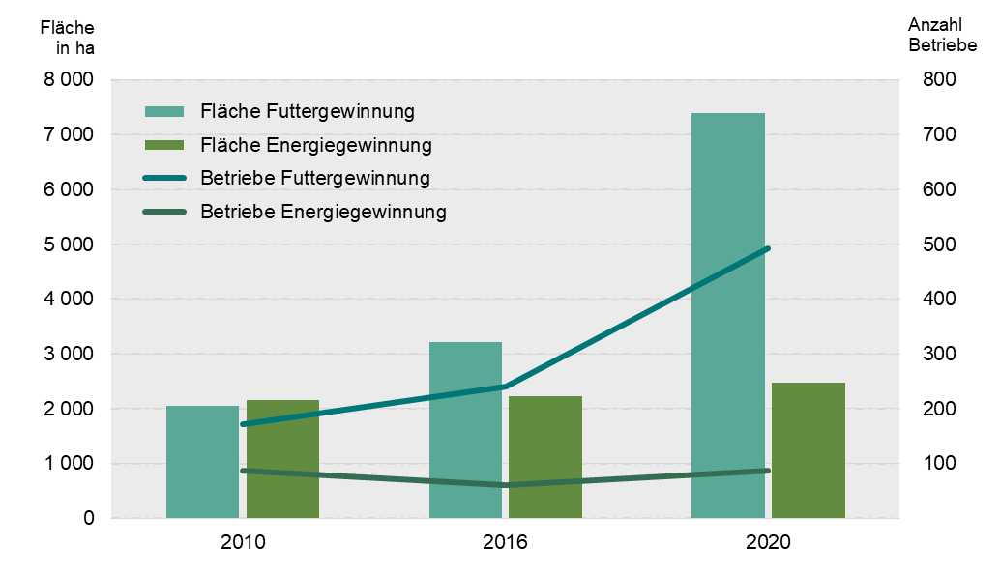 Fläche
in ha
Anzahl
Betriebe
8 000
800
Fläche Futtergewinnung
7 000
700
Fläche Energiegewinnung
Betriebe Futtergewinnung
6 000
600
Betriebe Energiegewinnung
5 000
500
4 000
400
3 000
300
2 000
200
1 000
100
0
2010
2016
2020